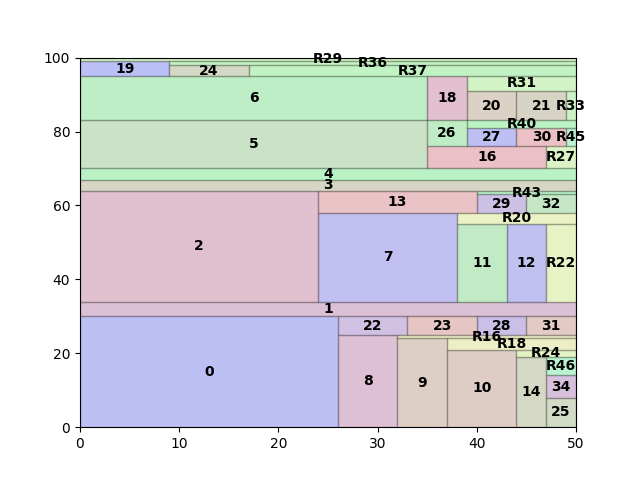 100 R29
R36
19 24 R37
R31
6 18 20 21 R33
80 R40
26 27 30 R45
5 16 R27
4
3
60 R43
13 29 32
R20
2 7 11 12 R22
40
1
22 23 28 31
R16
R18
20 R24
R46
0 8 9 10 14 34
25
0
0 10 20 30 40 50